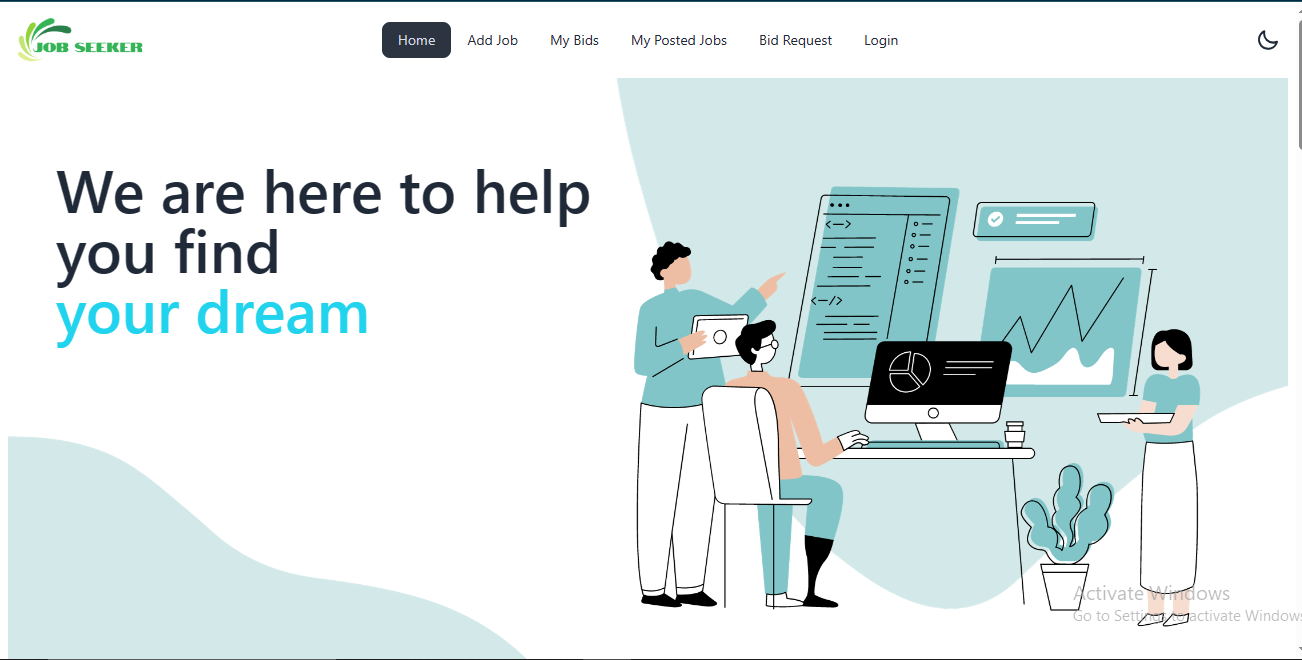 JOB SEEKER
Home
Add Job
My Bids
My Posted Jobs
Bid Request
Login
We are here to help
you find
your dream
Activate Windows
Go to Settings to activate Windows